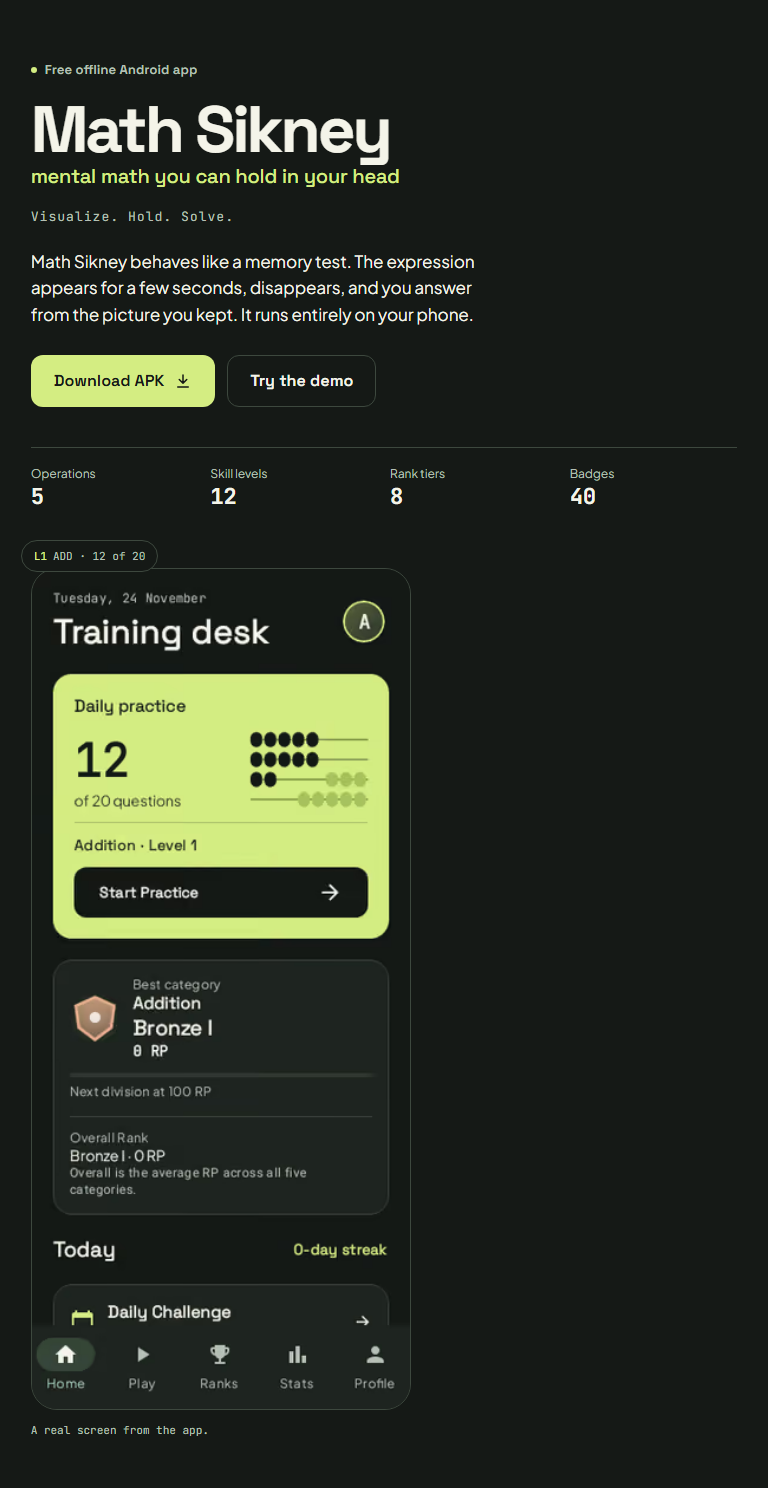 Free offline Android app
Math Sikney
mental math you can hold in your head
Visualize. Hold. Solve.
Math Sikney behaves like a memory test. The expression
appears for a few seconds, disappears, and you answer
from the picture you kept. It runs entirely on your phone.
Download APK
Try the demo
Operations
5
Skill levels
12
Rank tiers
8
Badges
40
L1 ADD · 12 of 20
Tuesday, 24 November
Training desk
A
Daily practice
12
of 20 questions
Addition · Level 1
Start Practice
Best category
Addition
Bronze I
0 RP
Next division at 100 RP
Overall Rank
Bronze I · 0 RP
Overall is the average RP across all five
categories.
Today
0-day streak
Daily Challenge
Home
Play
Ranks
Stats
Profile
A real screen from the app.